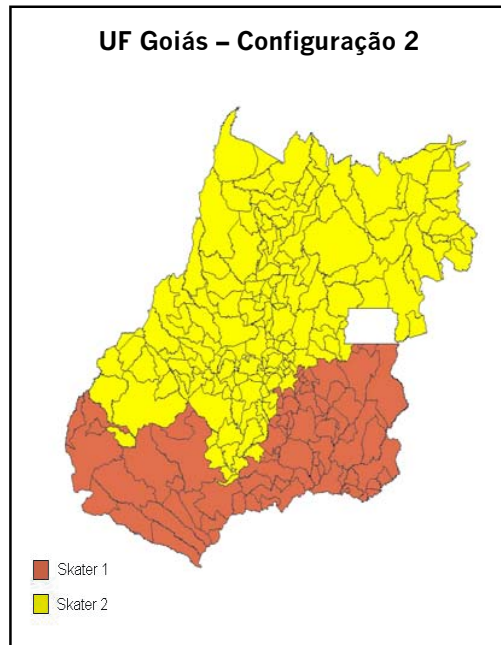 UF Goiás – Configuração 2
Skater 1
Skater 2